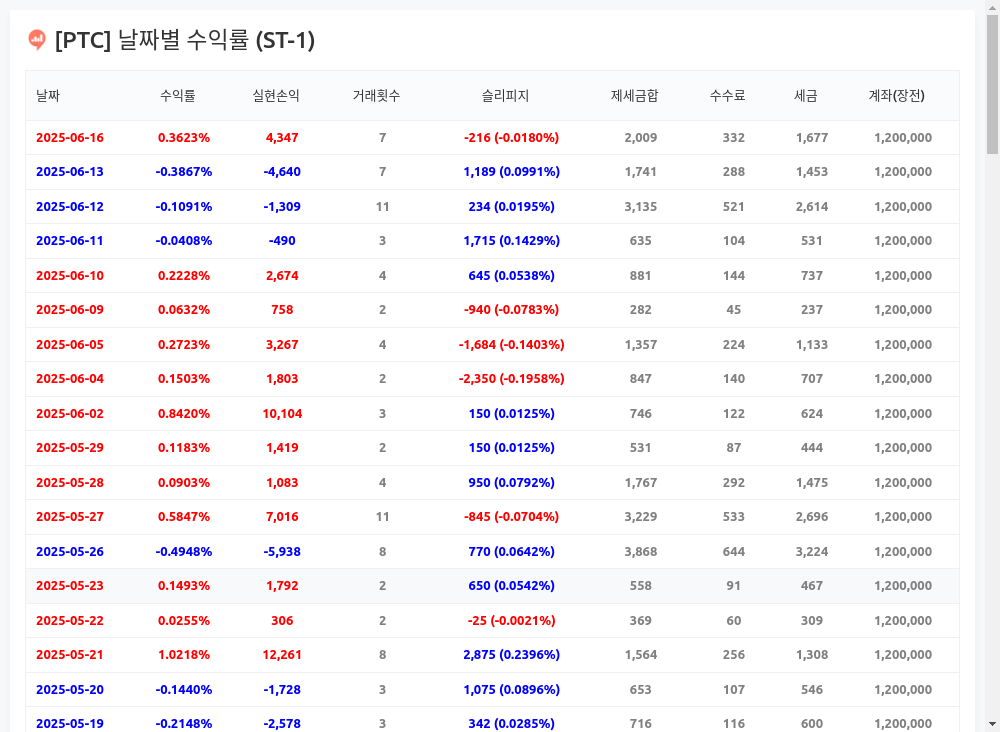 [PTC] 날짜별 수익률 (ST-1)
날짜 수익률 실현손익 거래횟수 슬리피지 제세금합 수수료 세금 계좌(장전)
2025-06-16 0.3623% 4,347 7 -216 (-0.0180%) 2,009 332 1,677 1,200,000
2025-06-13 -0.3867% -4,640 7 1,189 (0.0991%) 1,741 288 1,453 1,200,000
2025-06-12 -0.1091% -1,309 11 234 (0.0195%) 3,135 521 2,614 1,200,000
2025-06-11 -0.0408% -490 3 1,715 (0.1429%) 635 104 531 1,200,000
2025-06-10 0.2228% 2,674 4 645 (0.0538%) 881 144 737 1,200,000
2025-06-09 0.0632% 758 2 -940 (-0.0783%) 282 45 237 1,200,000
2025-06-05 0.2723% 3,267 4 -1,684 (-0.1403%) 1,357 224 1,133 1,200,000
2025-06-04 0.1503% 1,803 2 -2,350 (-0.1958%) 847 140 707 1,200,000
2025-06-02 0.8420% 10,104 3 150 (0.0125%) 746 122 624 1,200,000
2025-05-29 0.1183% 1,419 2 150 (0.0125%) 531 87 444 1,200,000
2025-05-28 0.0903% 1,083 4 950 (0.0792%) 1,767 292 1,475 1,200,000
2025-05-27 0.5847% 7,016 11 -845 (-0.0704%) 3,229 533 2,696 1,200,000
2025-05-26 -0.4948% -5,938 8 770 (0.0642%) 3,868 644 3,224 1,200,000
2025-05-23 0.1493% 1,792 2 650 (0.0542%) 558 91 467 1,200,000
2025-05-22 0.0255% 306 2 -25 (-0.0021%) 369 60 309 1,200,000
2025-05-21 1.0218% 12,261 8 2,875 (0.2396%) 1,564 256 1,308 1,200,000
2025-05-20 -0.1440% -1,728 3 1,075 (0.0896%) 653 107 546 1,200,000
2025-05-19 -0.2148% -2,578 3 342 (0.0285%) 716 116 600 1,200,000